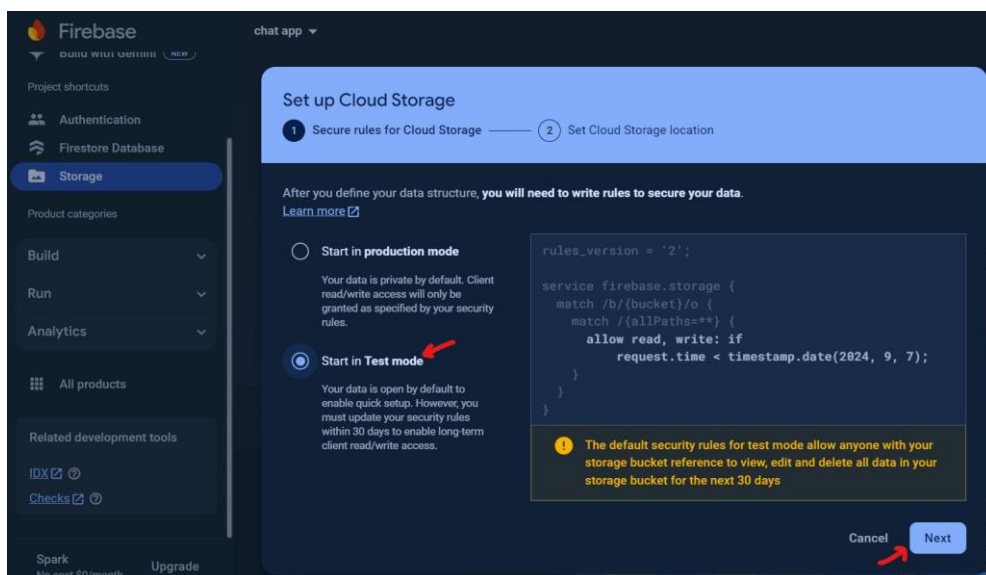 Firebase
chat app
Build with Gemini NEW
Project shortcuts
Authentication
Firestore Database
Storage
Product categories
Build
Run
Analytics
All products
Related development tools
IDX
Checks
Spark
No cost $0/month
Upgrade
Set up Cloud Storage
1 Secure rules for Cloud Storage
2 Set Cloud Storage location
After you define your data structure, you will need to write rules to secure your data.
Learn more
Start in production mode
Your data is private by default. Client
read/write access will only be
granted as specified by your security
rules.
Start in Test mode
Your data is open by default to
enable quick setup. However, you
must update your security rules
within 30 days to enable long-term
client read/write access.
rules_version = '2';
service firebase.storage {
match /b/{bucket}/o {
match /{allPaths=**} {
allow read, write: if
request.time < timestamp.date(2024, 9, 7);
}
}
}
The default security rules for test mode allow anyone with your
storage bucket reference to view, edit and delete all data in your
storage bucket for the next 30 days
Cancel
Next